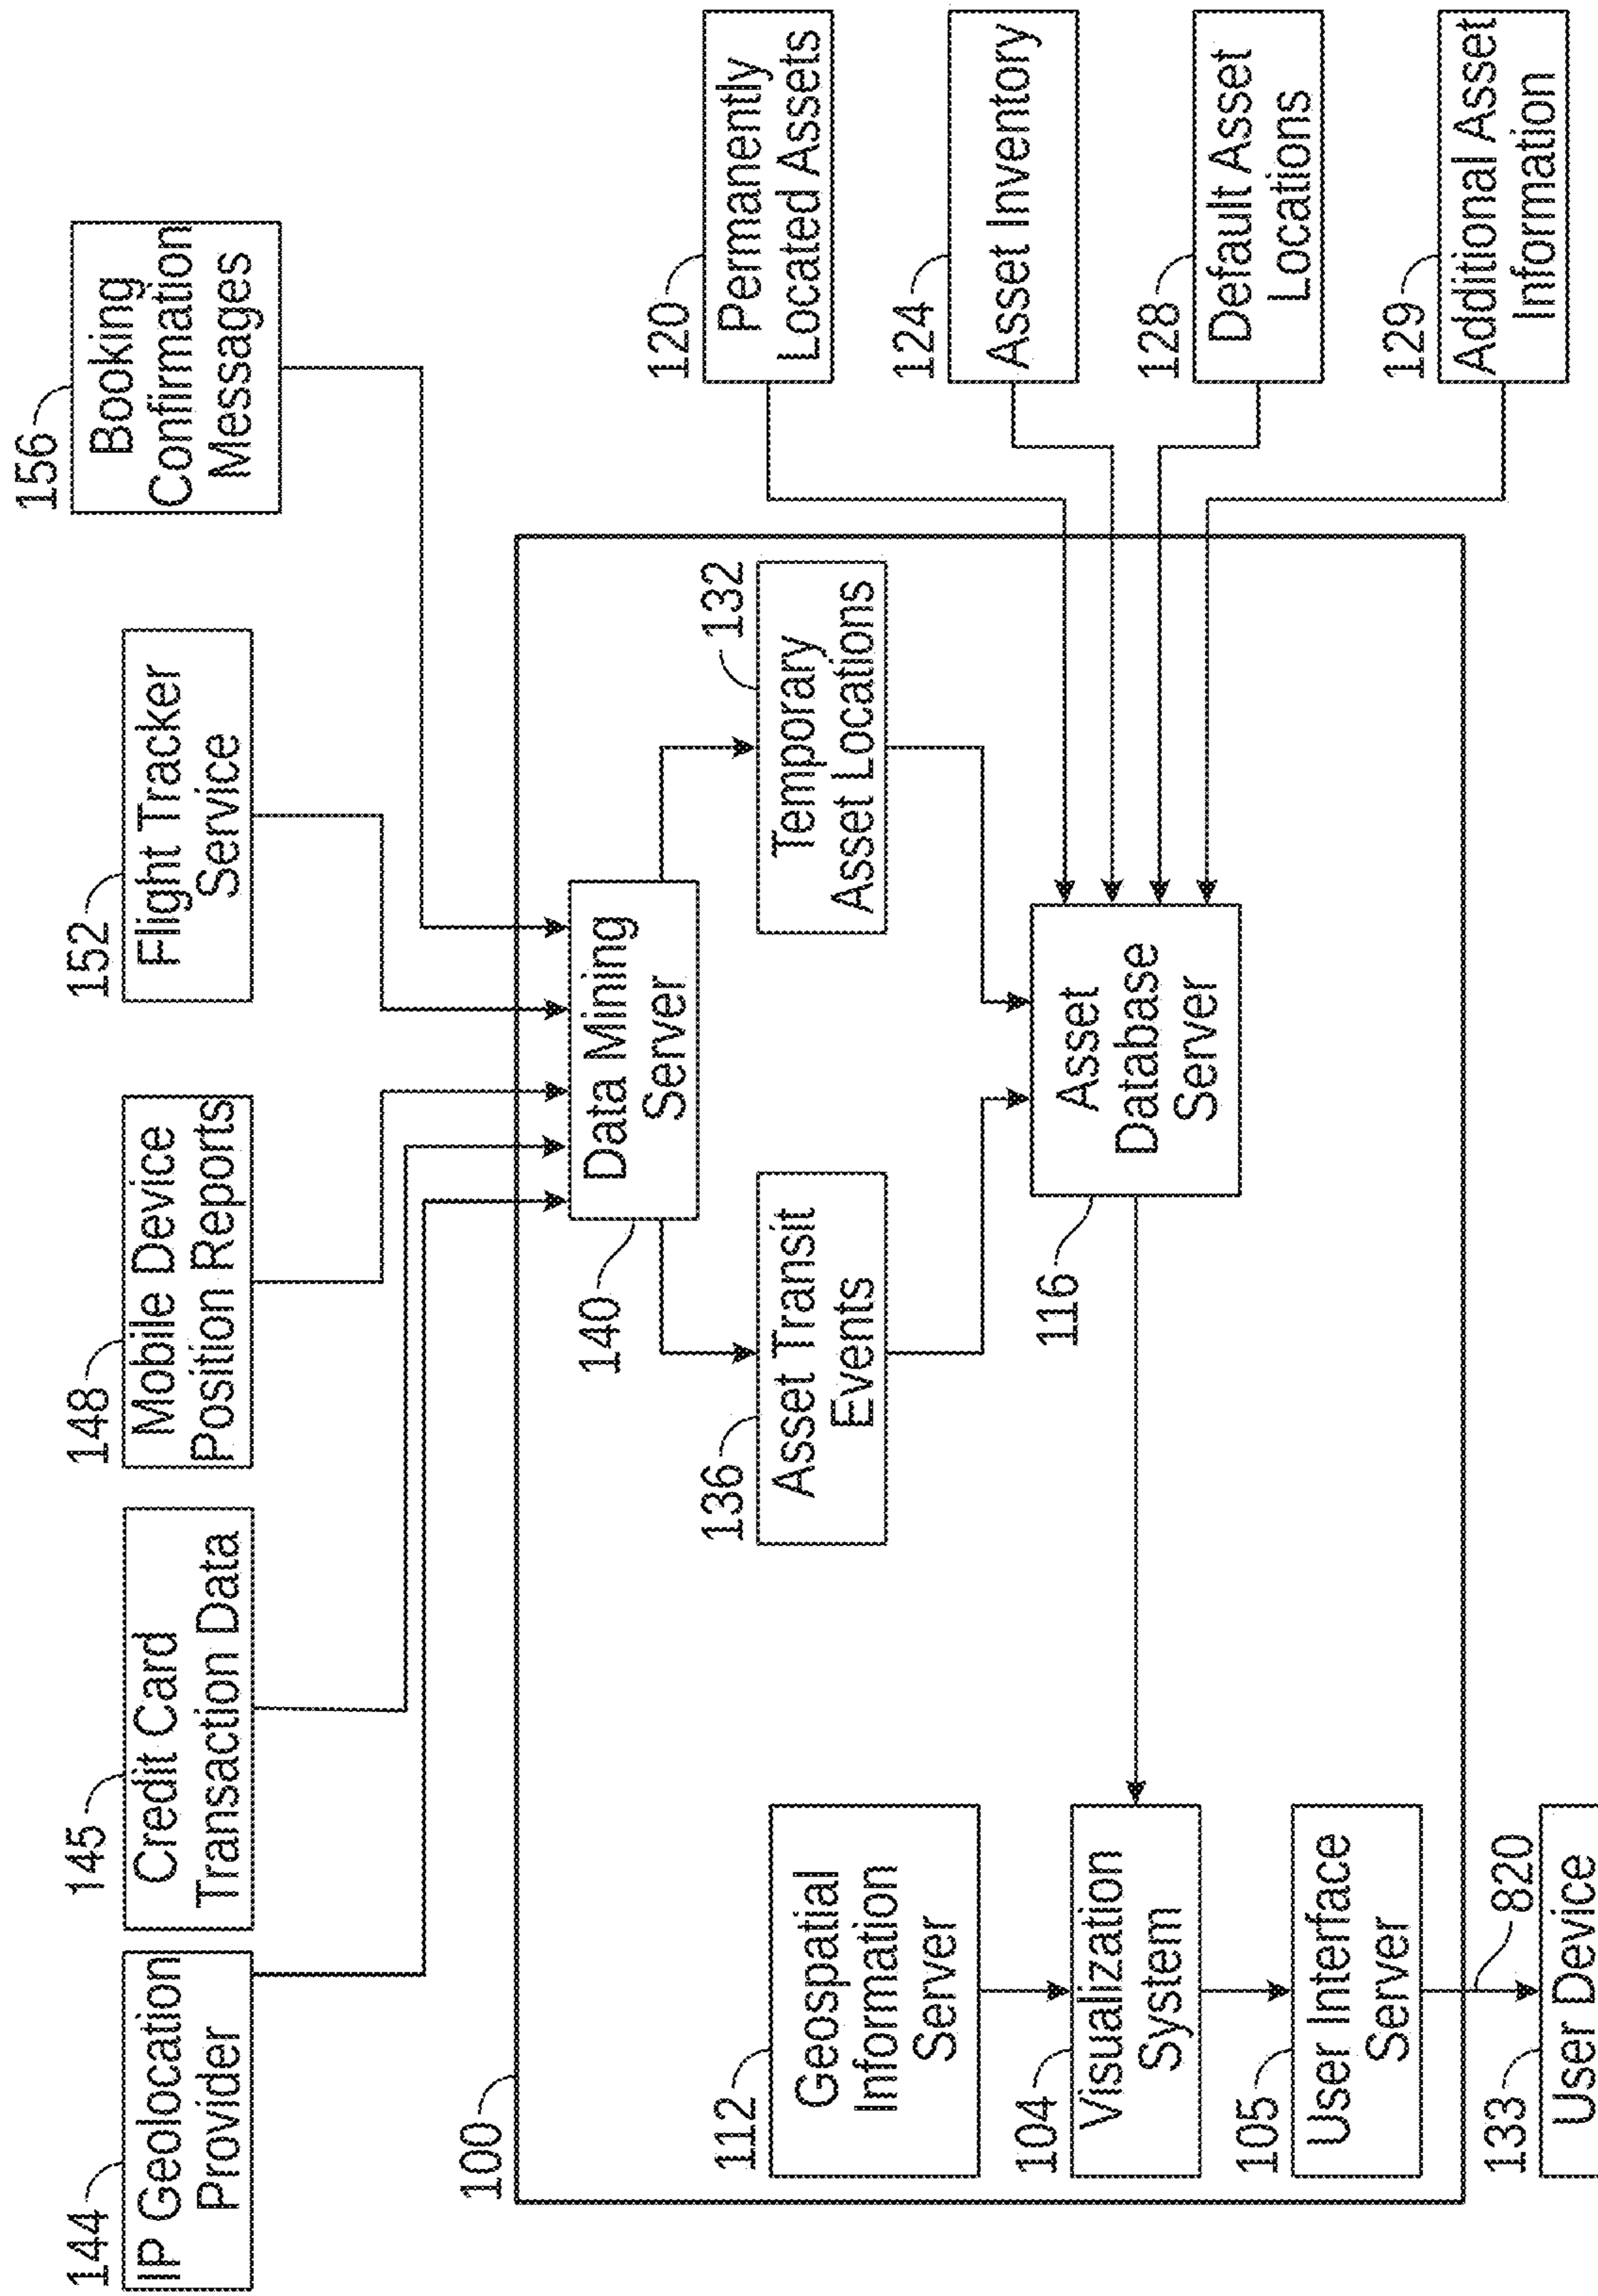 144
IP Geolocation
Provider
145
Credit Card
Transaction Data
148
Mobile Device
Position Reports
152
Flight Tracker
Service
156
Booking
Confirmation
Messages
100
140
Data Mining
Server
112
Geospatial
Information
Server
136
Asset Transit
Events
132
Temporary
Asset Locations
120
Permanently
Located Assets
104
Visualization
System
116
Asset
Database
Server
124
Asset Inventory
105
User Interface
Server
128
Default Asset
Locations
820
133
User Device
129
Additional Asset
Information